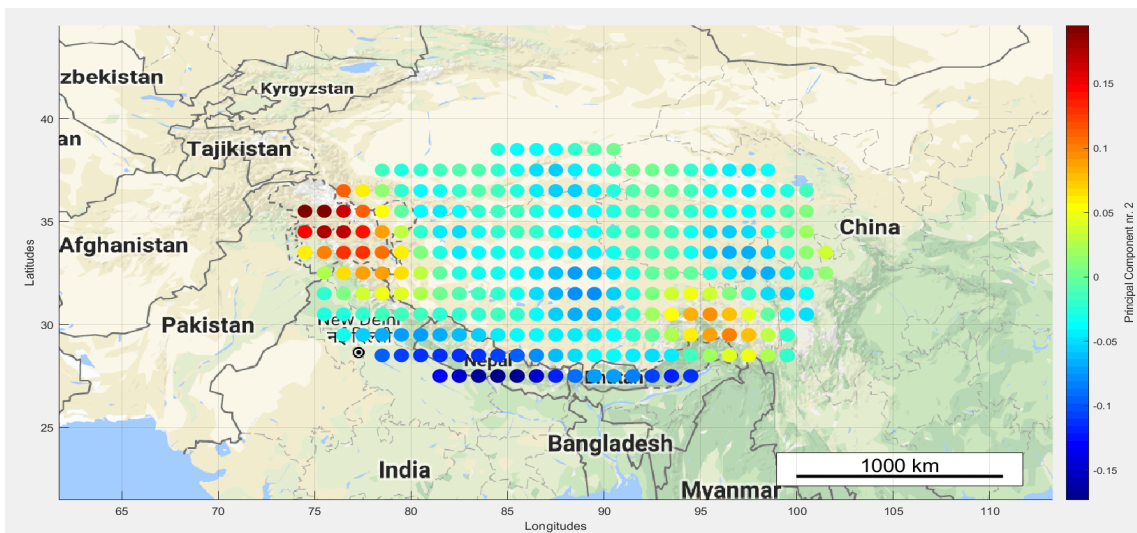 zbekistan
Kyrgyzstan
an
Tajikistan
China
Afghanistan
Pakistan
New Delhi
Nepal
Bhutan
Bangladesh
India
Myanmar
1000 km
40
35
30
25
Latitudes
65
70
75
80
85
90
95
100
105
110
Longitudes
0.15
0.1
0.05
0
-0.05
-0.1
-0.15
Principal Component nr. 2